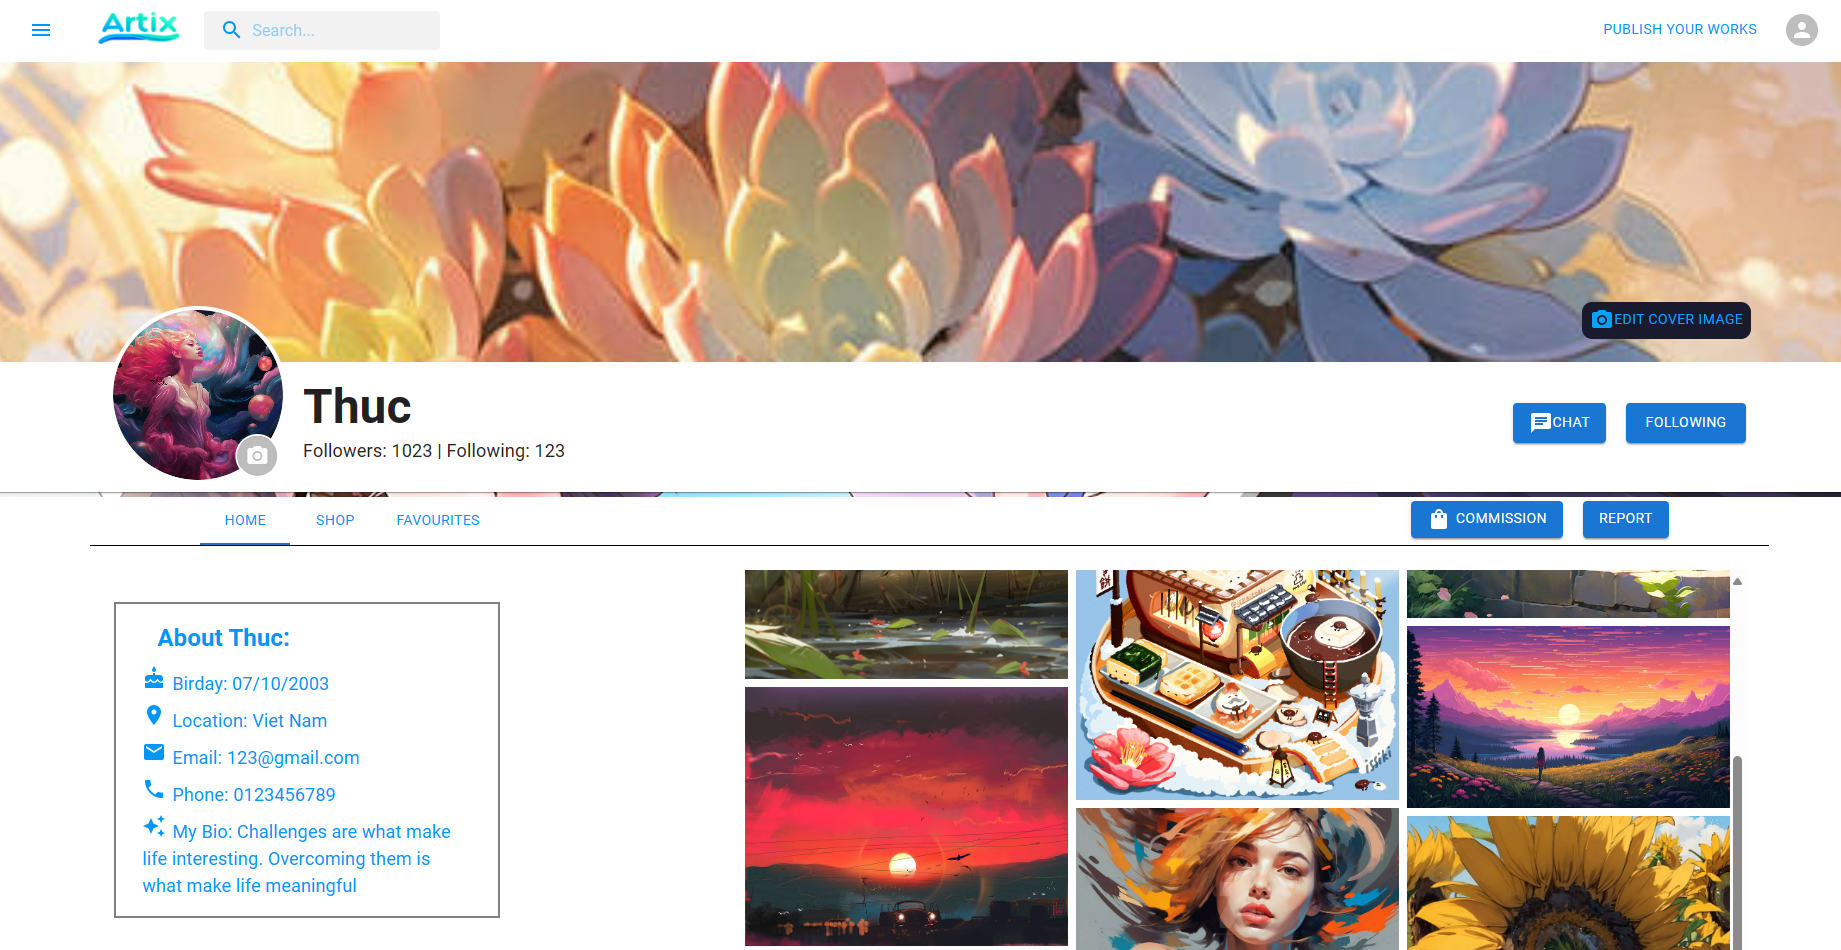 Artix
Search...
PUBLISH YOUR WORKS
EDIT COVER IMAGE
Thuc
Followers: 1023 | Following: 123
CHAT
FOLLOWING
HOME
SHOP
FAVOURITES
COMMISSION
REPORT
About Thuc:
Birday: 07/10/2003
Location: Viet Nam
Email: 123@gmail.com
Phone: 0123456789
My Bio: Challenges are what make
life interesting. Overcoming them is
what make life meaningful